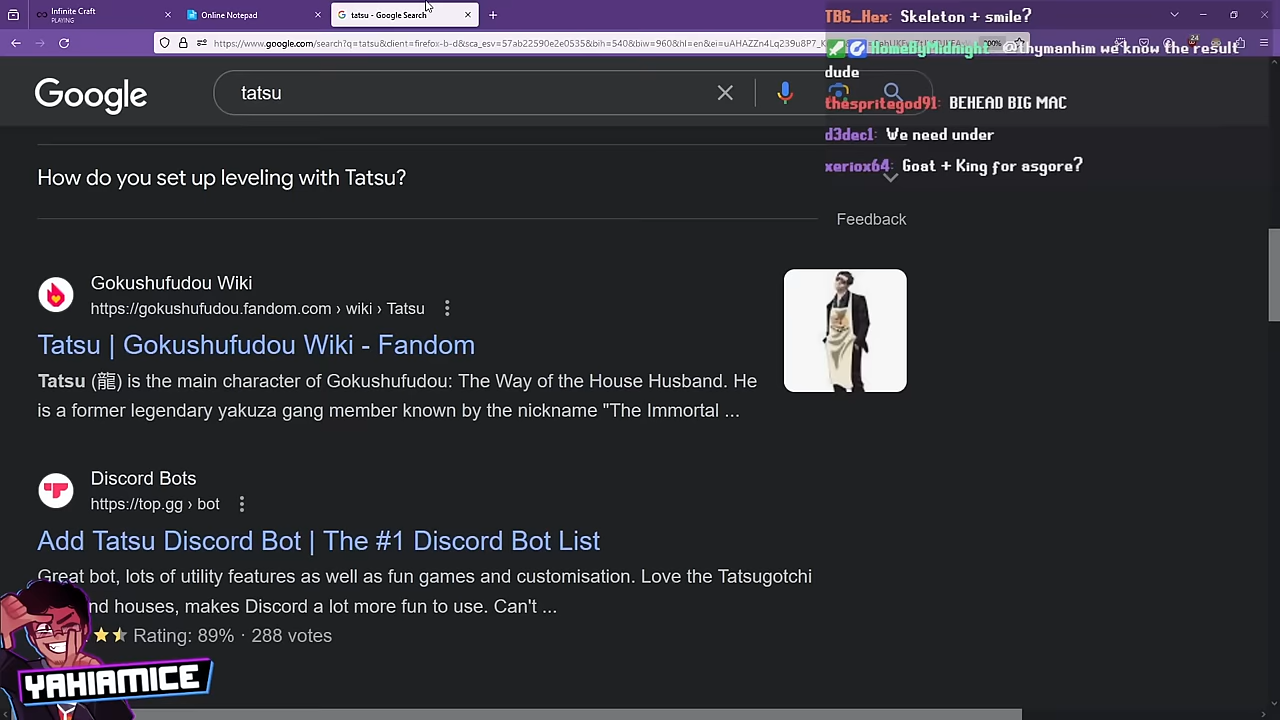 Infinite Craft
PLAYING
Online Notepad
tatsu - Google Search
TBG_Hex: Skeleton + smile?
HomeByMidnight @thymanhim we know the result
dude
thespritegod91: BEHEAD BIG MAC
d3dec1: We need under
xeriox64: Goat + King for asgore?
24
200%
Google
tatsu
How do you set up leveling with Tatsu?
Feedback
Gokushufudou Wiki
https://gokushufudou.fandom.com › wiki › Tatsu
Tatsu | Gokushufudou Wiki - Fandom
Tatsu (龍) is the main character of Gokushufudou: The Way of the House Husband. He
is a former legendary yakuza gang member known by the nickname "The Immortal ...
Discord Bots
https://top.gg › bot
Add Tatsu Discord Bot | The #1 Discord Bot List
Great bot, lots of utility features as well as fun games and customisation. Love the Tatsugotchi
nd houses, makes Discord a lot more fun to use. Can't ...
Rating: 89% · 288 votes
YAHIAMICE